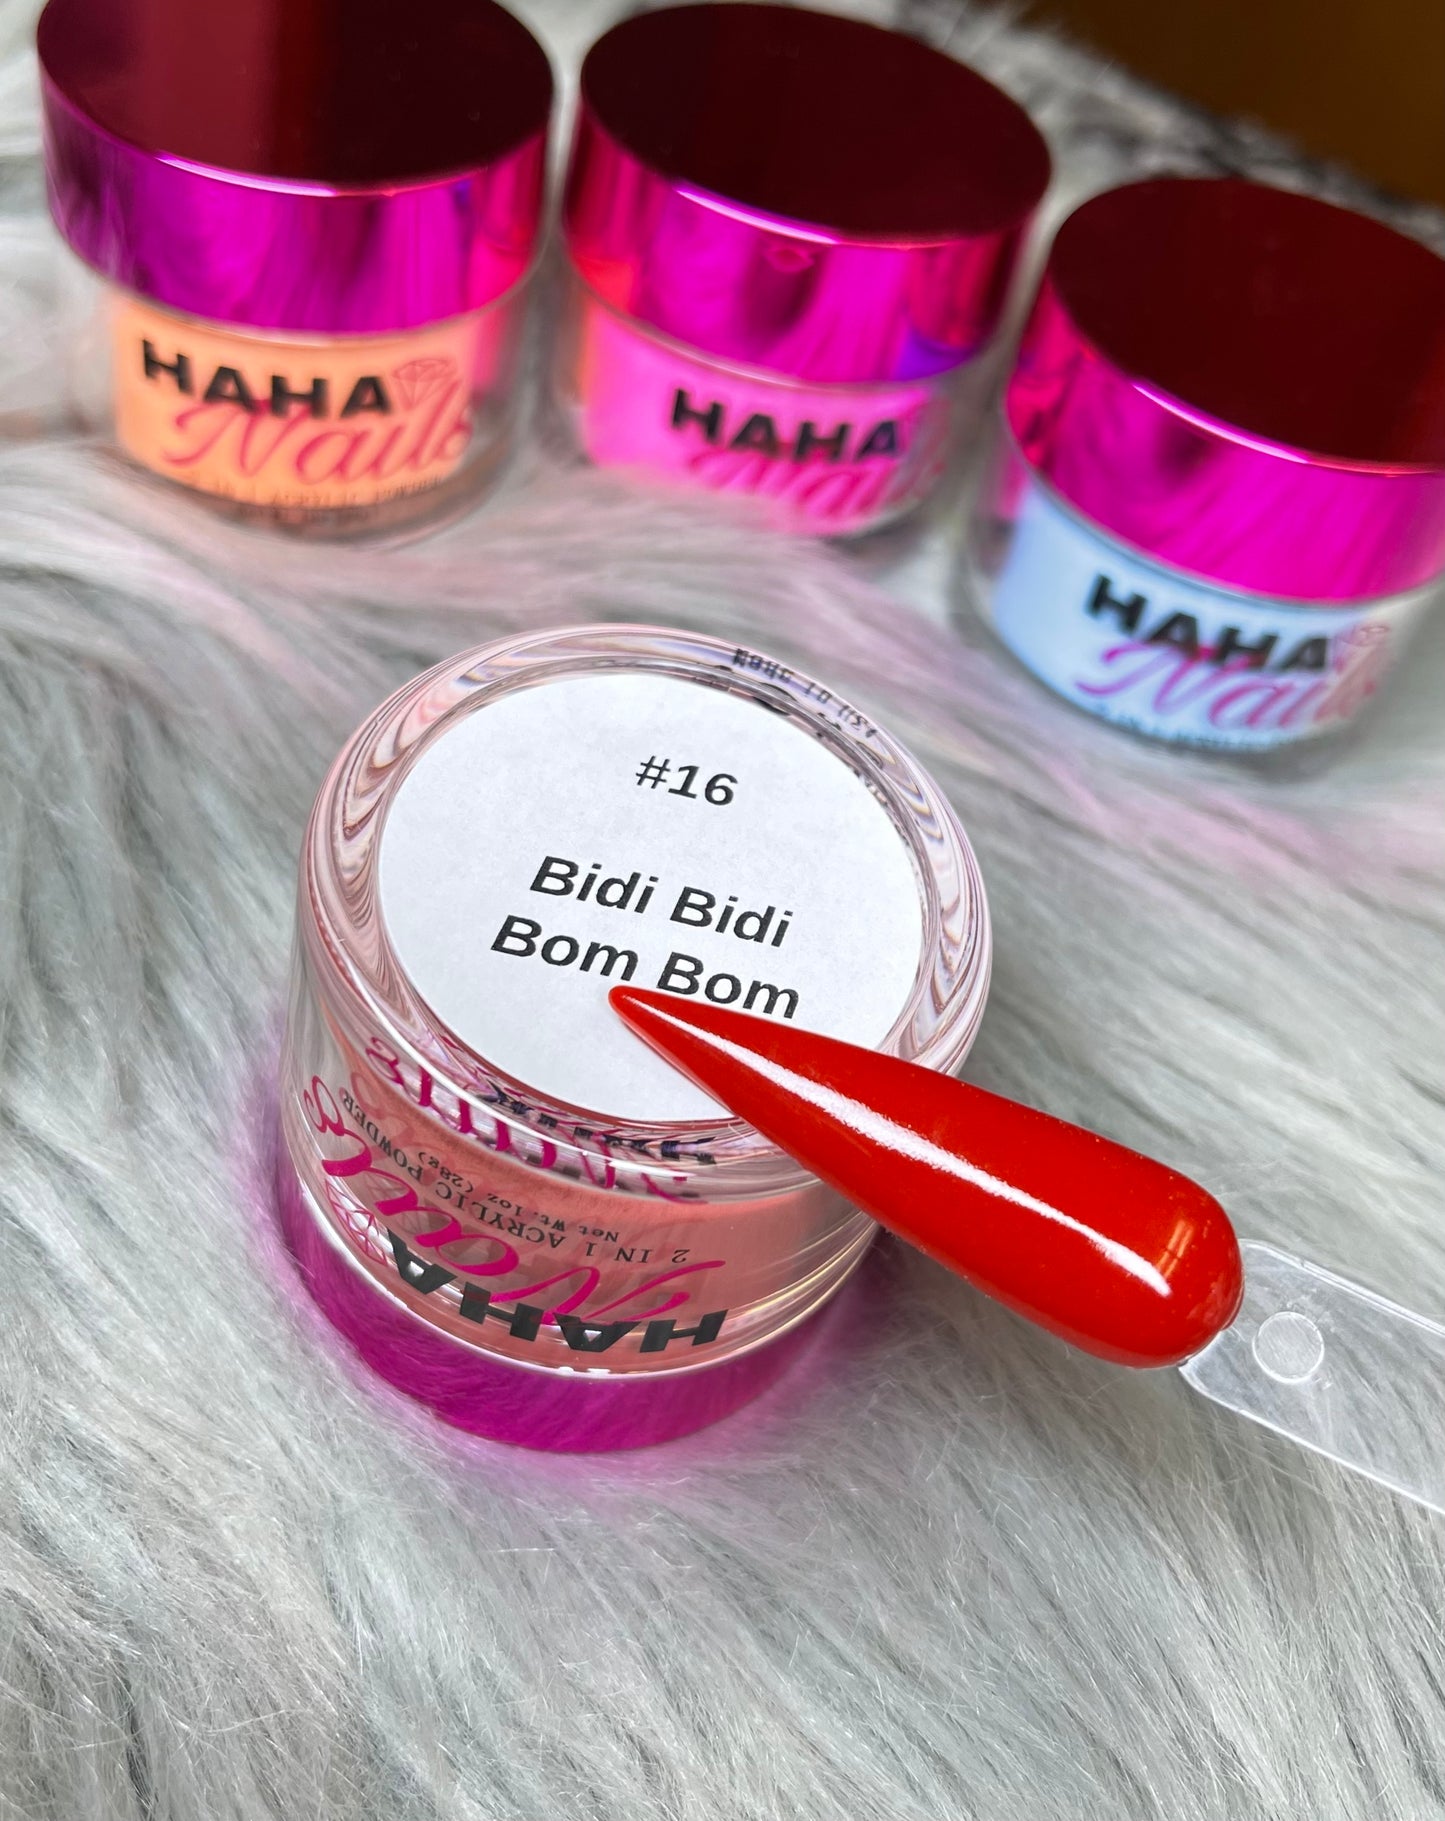 HAHA
Nails
HAHA
Nails
HAHA
Nails
#16
Bidi Bidi
Bom Bom
HAHA
Nails
2 IN 1 ACRYLIC POWDER
Net Wt. 1oz (28g)